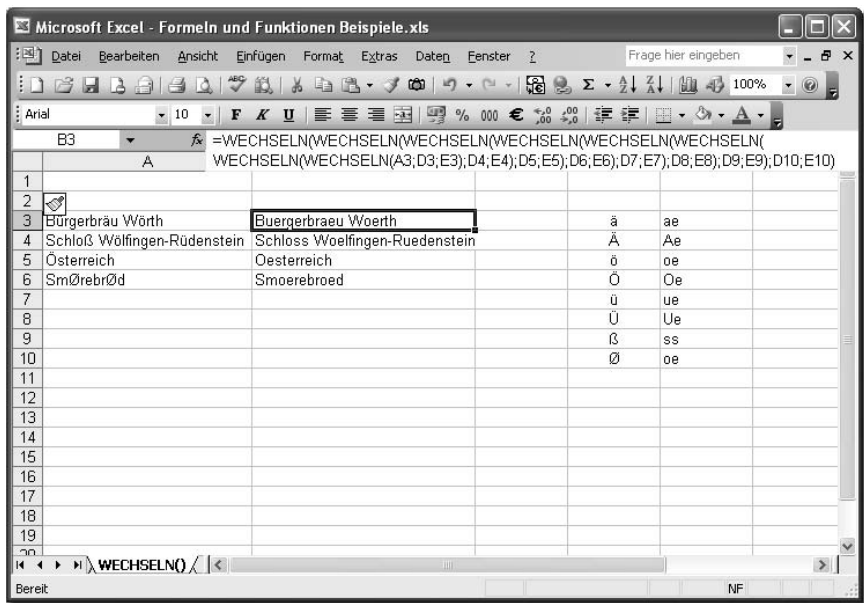 Microsoft Excel - Formeln und Funktionen Beispiele.xls
Datei Bearbeiten Ansicht Einfügen Format Extras Daten Fenster ? Frage hier eingeben
100%
Arial 10 F K U % 000 €
B3 fx =WECHSELN(WECHSELN(WECHSELN(WECHSELN(WECHSELN(WECHSELN(
WECHSELN(WECHSELN(A3;D3;E3);D4;E4);D5;E5);D6;E6);D7;E7);D8;E8);D9;E9);D10;E10)
A
1
2
3 Bürgerbräu Wörth Buergerbraeu Woerth ä ae
4 Schloß Wölfingen-Rüdenstein Schloss Woelfingen-Ruedenstein Ä Ae
5 Österreich Oesterreich ö oe
6 SmØrebrØd Smoerebroed Ö Oe
7 ü ue
8 Ü Ue
9 ß ss
10 Ø oe
11
12
13
14
15
16
17
18
19
WECHSELN()
Bereit NF